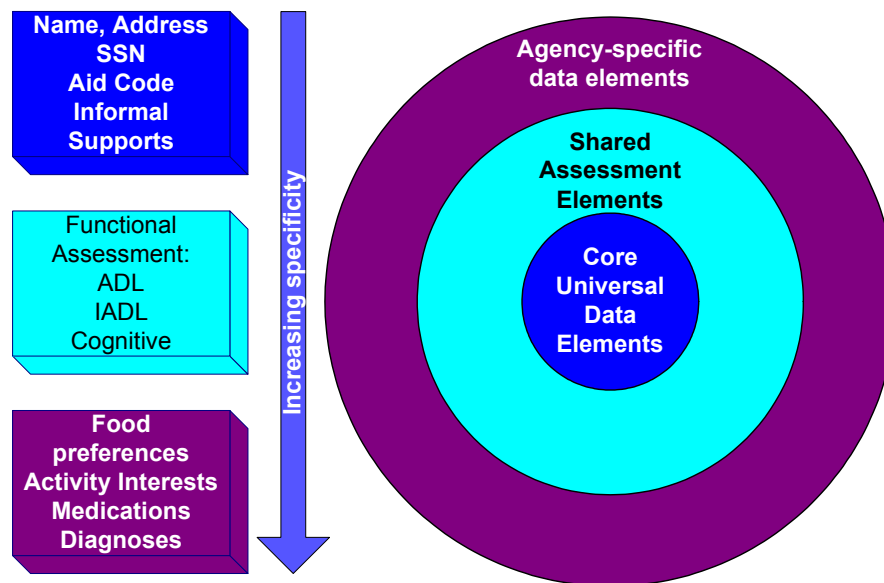 Name, Address
SSN
Aid Code
Informal
Supports
Functional
Assessment:
ADL
IADL
Cognitive
Food
preferences
Activity Interests
Medications
Diagnoses
Increasing specificity
Agency-specific
data elements
Shared
Assessment
Elements
Core
Universal
Data
Elements